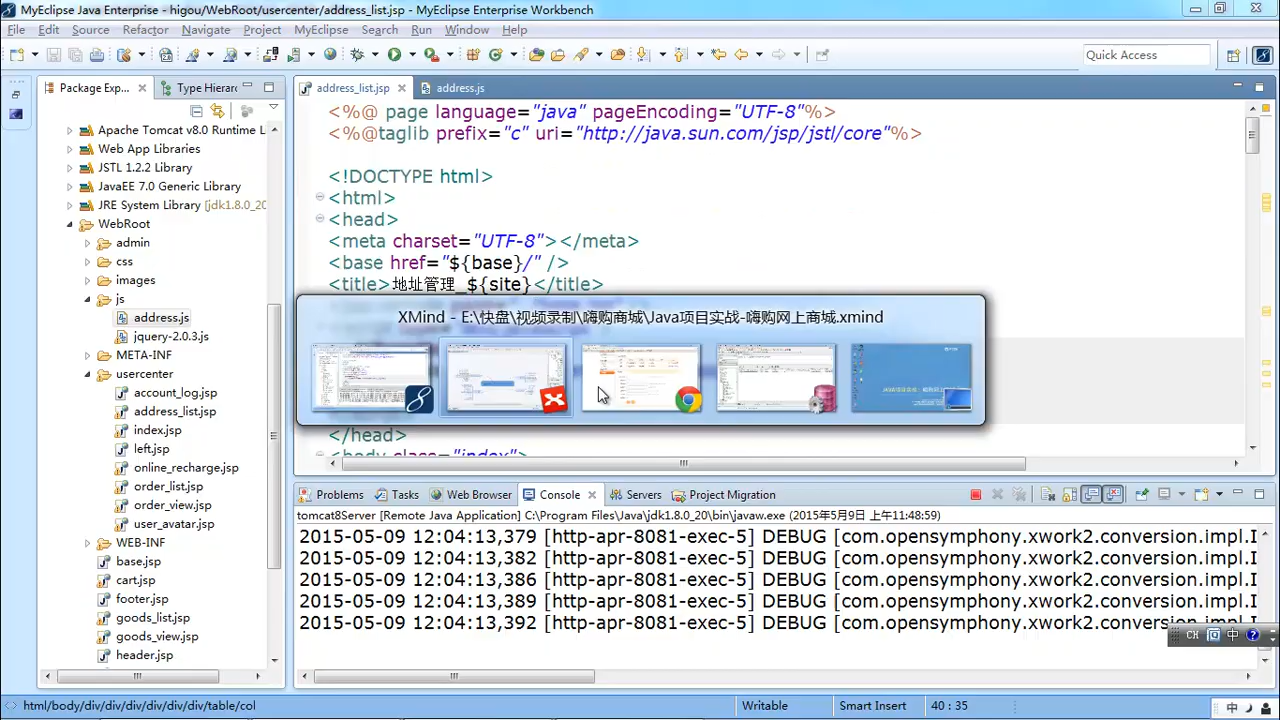 MyEclipse Java Enterprise - higou/WebRoot/usercenter/address_list.jsp - MyEclipse Enterprise Workbench
File Edit Source Refactor Navigate Project MyEclipse Search Run Window Help
Quick Access
Package Exp... Type Hierarc
address_list.jsp address.js
Apache Tomcat v8.0 Runtime L
Web App Libraries
JSTL 1.2.2 Library
JavaEE 7.0 Generic Library
JRE System Library [jdk1.8.0_20
WebRoot
admin
css
images
js
address.js
jquery-2.0.3.js
META-INF
usercenter
account_log.jsp
address_list.jsp
index.jsp
left.jsp
online_recharge.jsp
order_list.jsp
order_view.jsp
user_avatar.jsp
WEB-INF
base.jsp
cart.jsp
footer.jsp
goods_list.jsp
goods_view.jsp
header.jsp
<%@ page language="java" pageEncoding="UTF-8"%>
<%@taglib prefix="c" uri="http://java.sun.com/jsp/jstl/core"%>
<!DOCTYPE html>
<html>
<head>
<meta charset="UTF-8"></meta>
<base href="${base}/" />
<title>地址管理_${site}</title>
XMind - E:\快盘\视频录制\嗨购商城\Java项目实战-嗨购网上商城.xmind
</head>
<body class="index">
Problems Tasks Web Browser Console Servers Project Migration
tomcat8Server [Remote Java Application] C:\Program Files\Java\jdk1.8.0_20\bin\javaw.exe (2015年5月9日 上午11:48:59)
2015-05-09 12:04:13,379 [http-apr-8081-exec-5] DEBUG [com.opensymphony.xwork2.conversion.impl.I
2015-05-09 12:04:13,382 [http-apr-8081-exec-5] DEBUG [com.opensymphony.xwork2.conversion.impl.I
2015-05-09 12:04:13,386 [http-apr-8081-exec-5] DEBUG [com.opensymphony.xwork2.conversion.impl.I
2015-05-09 12:04:13,389 [http-apr-8081-exec-5] DEBUG [com.opensymphony.xwork2.conversion.impl.I
2015-05-09 12:04:13,392 [http-apr-8081-exec-5] DEBUG [com.opensymphony.xwork2.conversion.impl.I
CH 中
html/body/div/div/div/div/div/div/table/col Writable Smart Insert 40 : 35 中